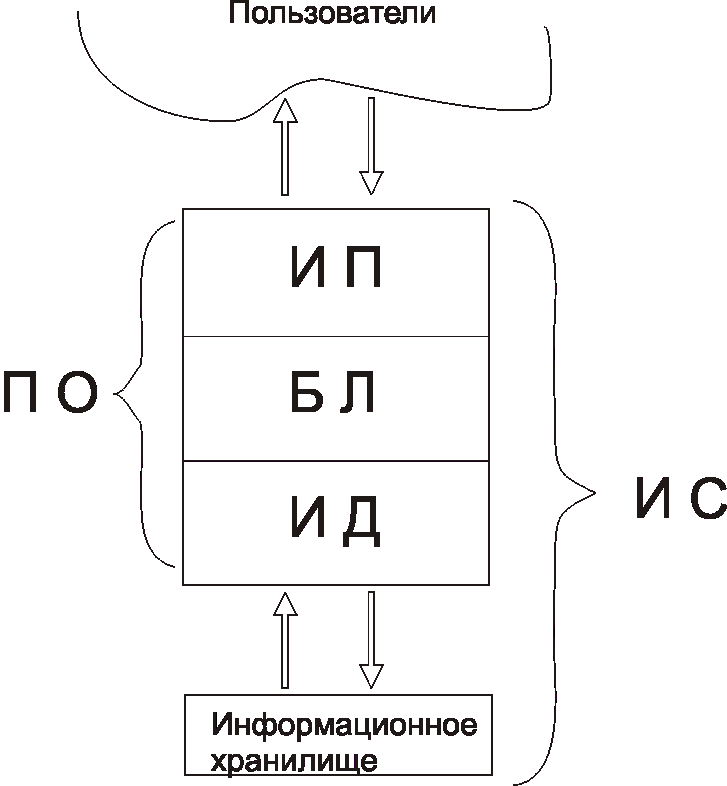 Пользователи
И П
Б Л
П О
И Д
И С
Информационное
хранилище